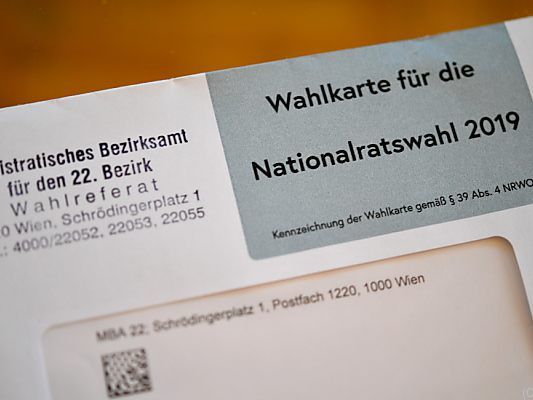 istratisches Bezirksamt
für den 22. Bezirk
Wahlreferat
0 Wien, Schrödingerplatz 1
.: 4000/22052, 22053, 22055
Wahlkarte für die
Nationalratswahl 2019
Kennzeichnung der Wahlkarte gemäß § 39 Abs. 4 NRWO
MBA 22; Schrödingerplatz 1, Postfach 1220, 1000 Wien